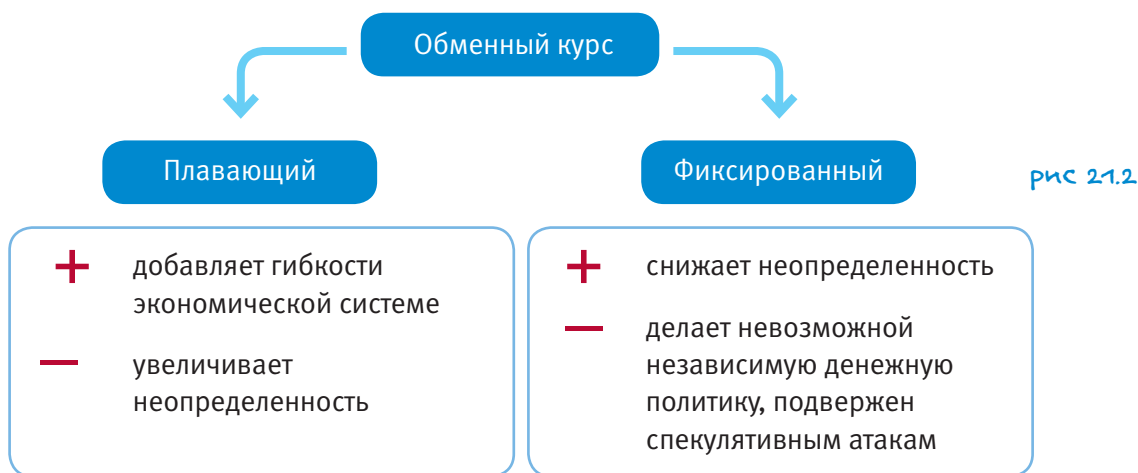 Обменный курс
Плавающий
Фиксированный
рис 21.2
+ добавляет гибкости
экономической системе
— увеличивает
неопределенность
+ снижает неопределенность
— делает невозможной
независимую денежную
политику, подвержен
спекулятивным атакам